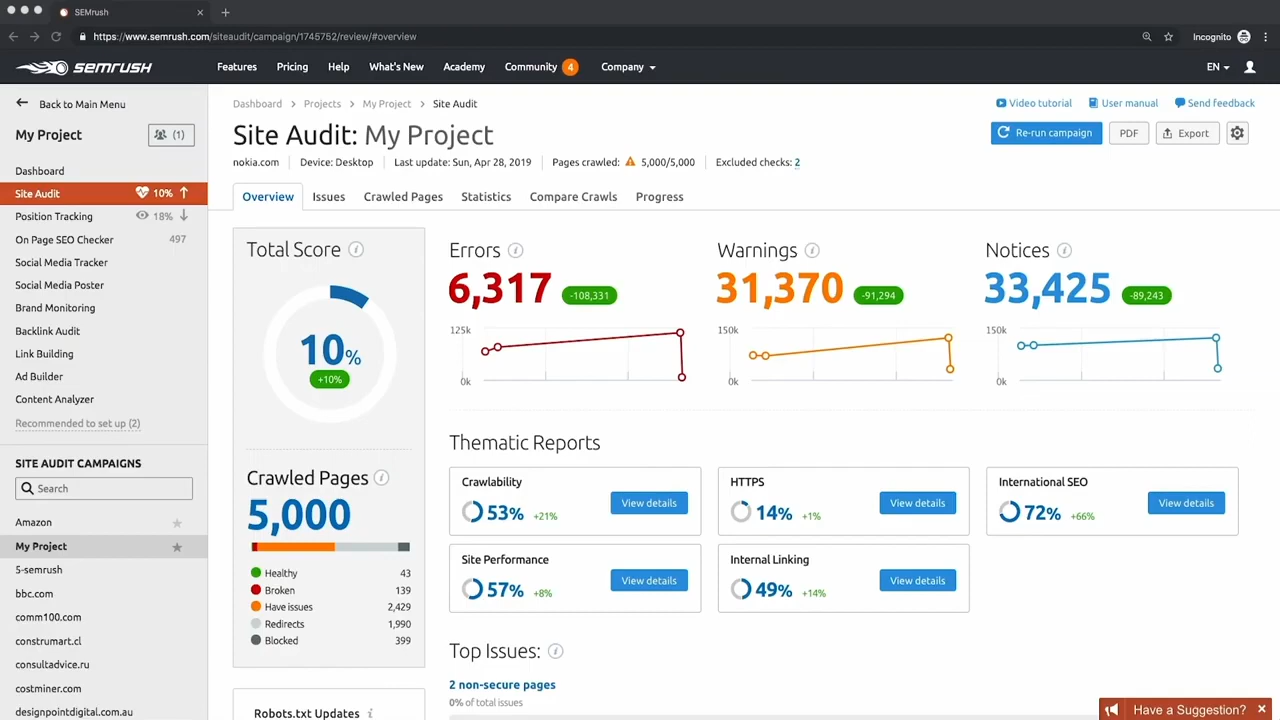 SEMrush
https://www.semrush.com/siteaudit/campaign/1745752/review/#overview
Incognito
SEMRUSH
Features Pricing Help What's New Academy Community 4 Company EN
Back to Main Menu
My Project (1)
Dashboard
Site Audit 10%
Position Tracking 18%
On Page SEO Checker 497
Social Media Tracker
Social Media Poster
Brand Monitoring
Backlink Audit
Link Building
Ad Builder
Content Analyzer
Recommended to set up (2)
SITE AUDIT CAMPAIGNS
Search
Amazon
My Project
5-semrush
bbc.com
comm100.com
construmart.cl
consultadvice.ru
costminer.com
designpointdigital.com.au
Dashboard > Projects > My Project > Site Audit
Video tutorial User manual Send feedback
Site Audit: My Project
Re-run campaign PDF Export
nokia.com Device: Desktop Last update: Sun, Apr 28, 2019 Pages crawled: 5,000/5,000 Excluded checks: 2
Overview Issues Crawled Pages Statistics Compare Crawls Progress
Total Score i
10%
+10%
Crawled Pages i
5,000
Healthy 43
Broken 139
Have issues 2,429
Redirects 1,990
Blocked 399
Robots.txt Updates i
Errors i
6,317 -108,331
125k
0k
Warnings i
31,370 -91,294
150k
0k
Notices i
33,425 -89,243
150k
0k
Thematic Reports
Crawlability
53% +21% View details
HTTPS
14% +1% View details
International SEO
72% +66% View details
Site Performance
57% +8% View details
Internal Linking
49% +14% View details
Top Issues: i
2 non-secure pages
0% of total issues
Have a Suggestion? ×